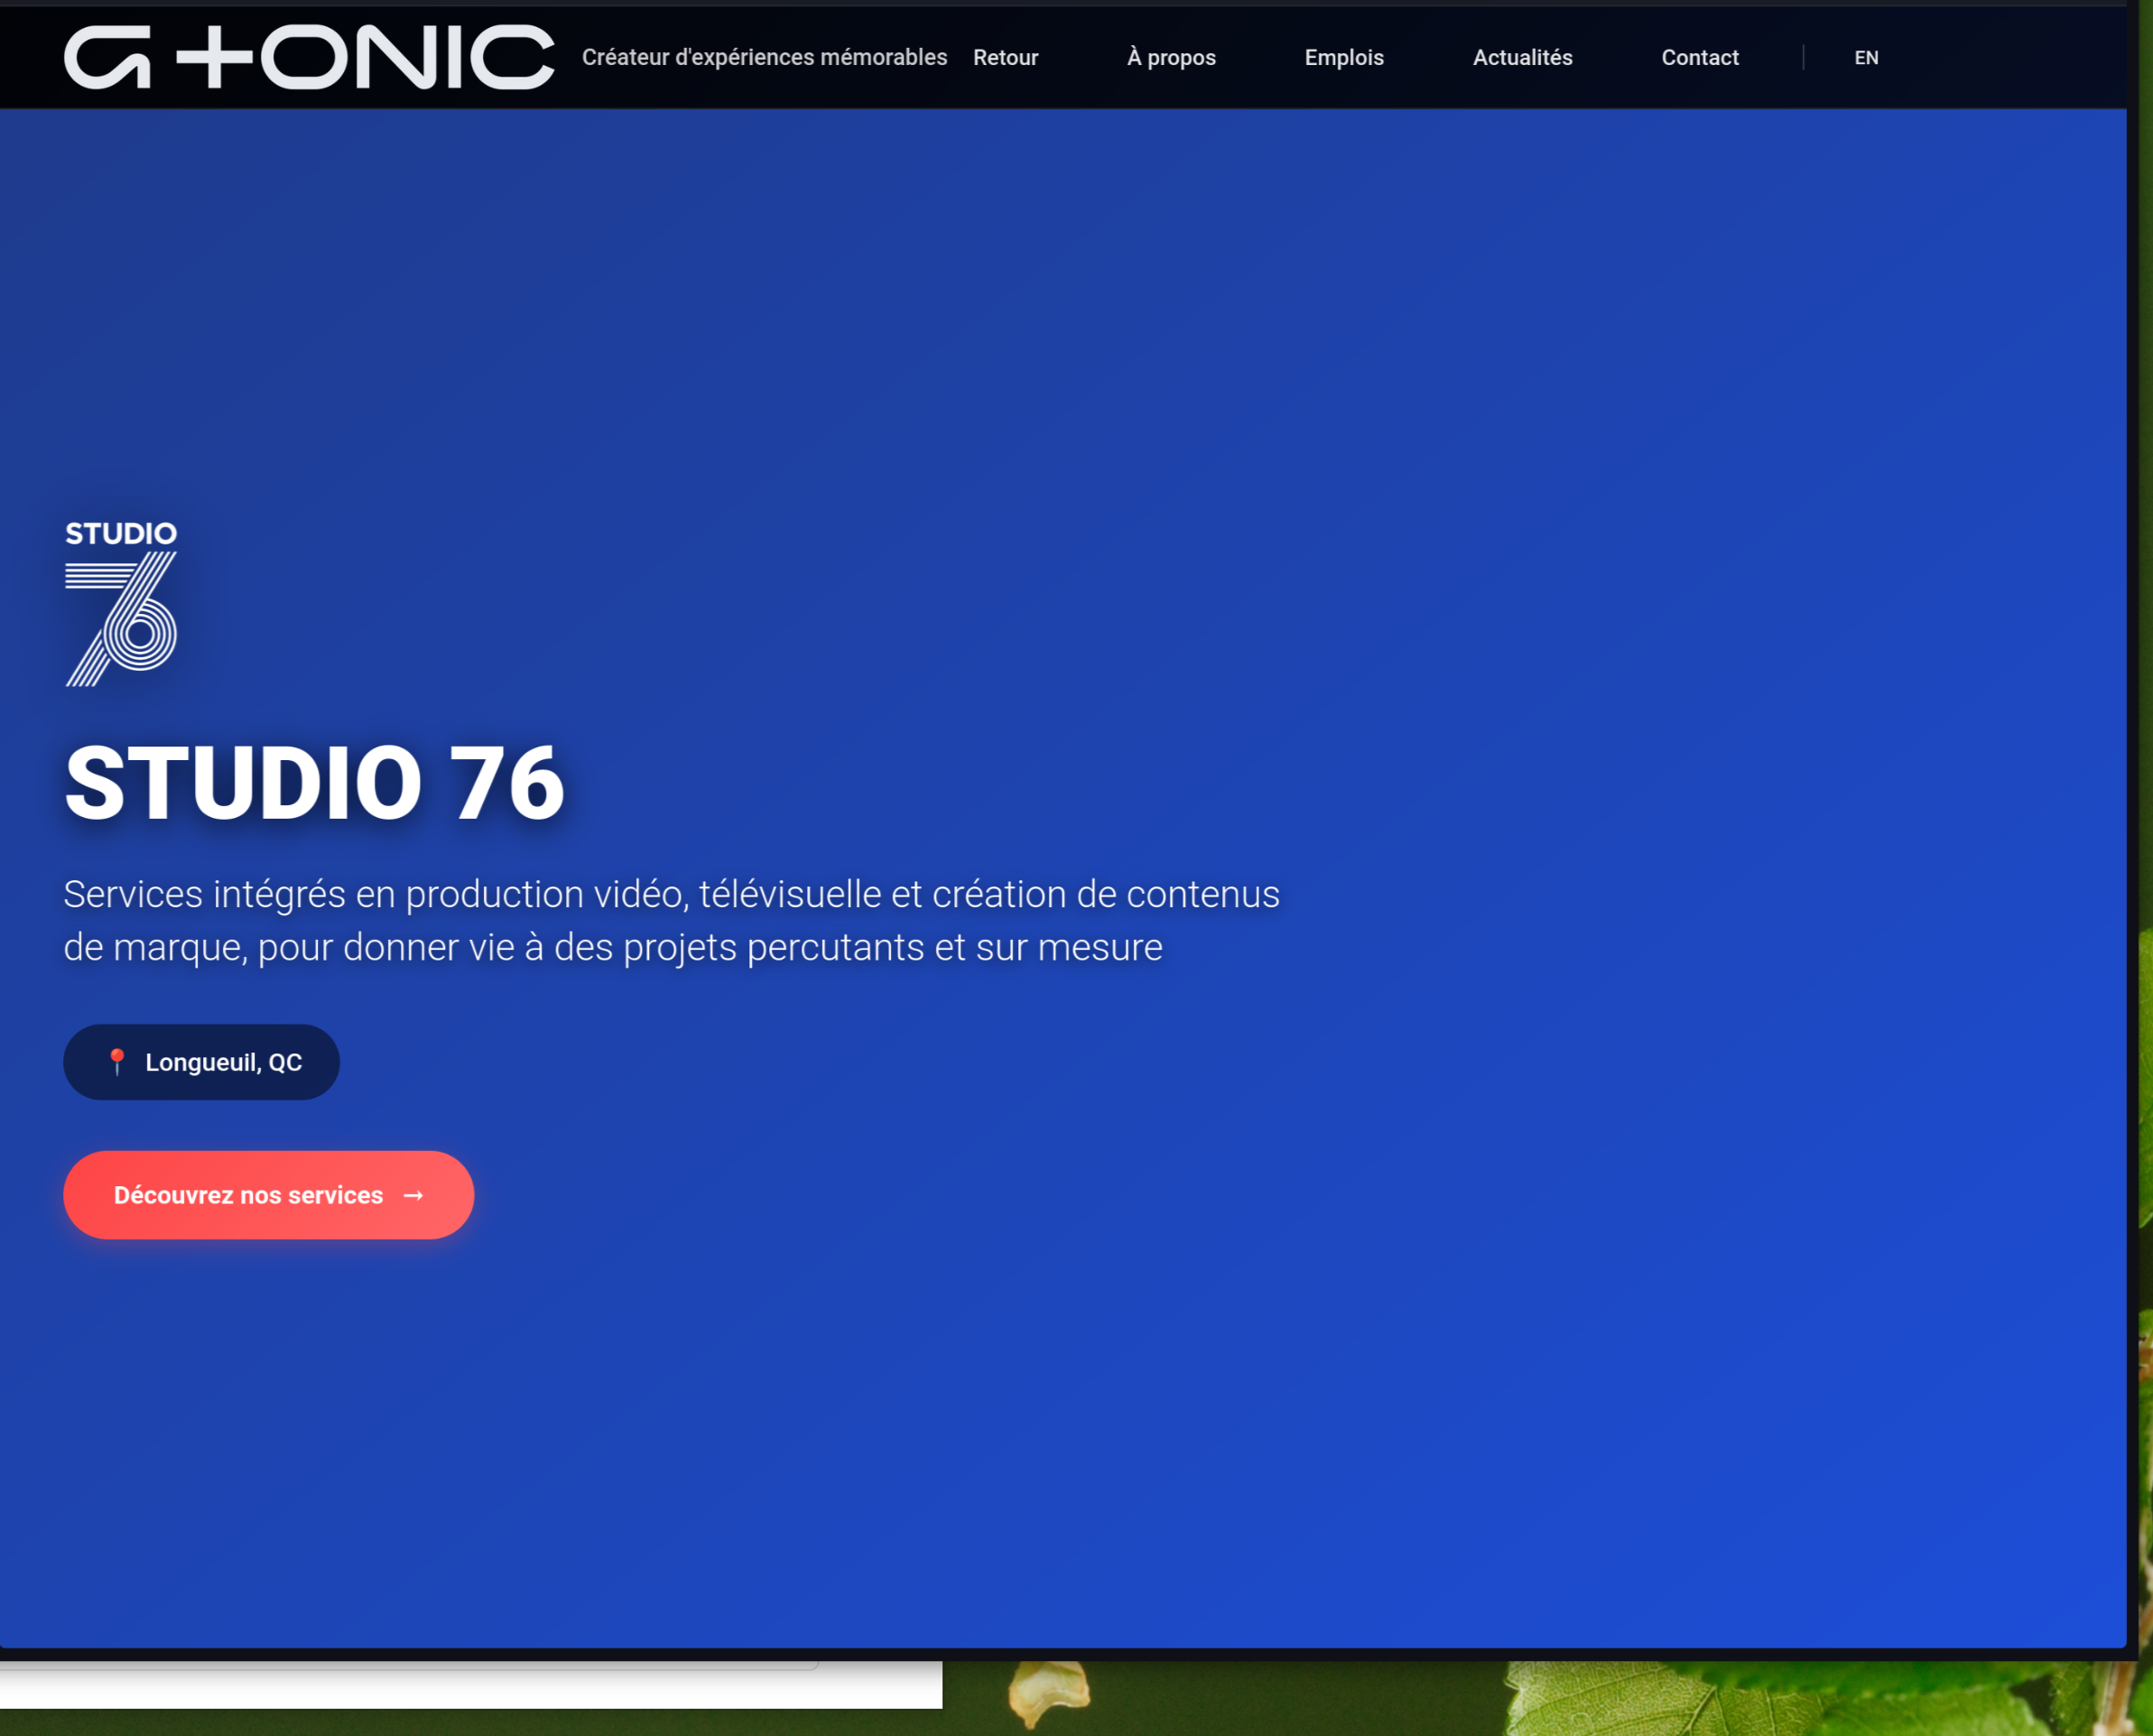 G+TONIC
Créateur d'expériences mémorables
Retour
À propos
Emplois
Actualités
Contact
EN
STUDIO
76
STUDIO 76
Services intégrés en production vidéo, télévisuelle et création de contenus
de marque, pour donner vie à des projets percutants et sur mesure
Longueuil, QC
Découvrez nos services →